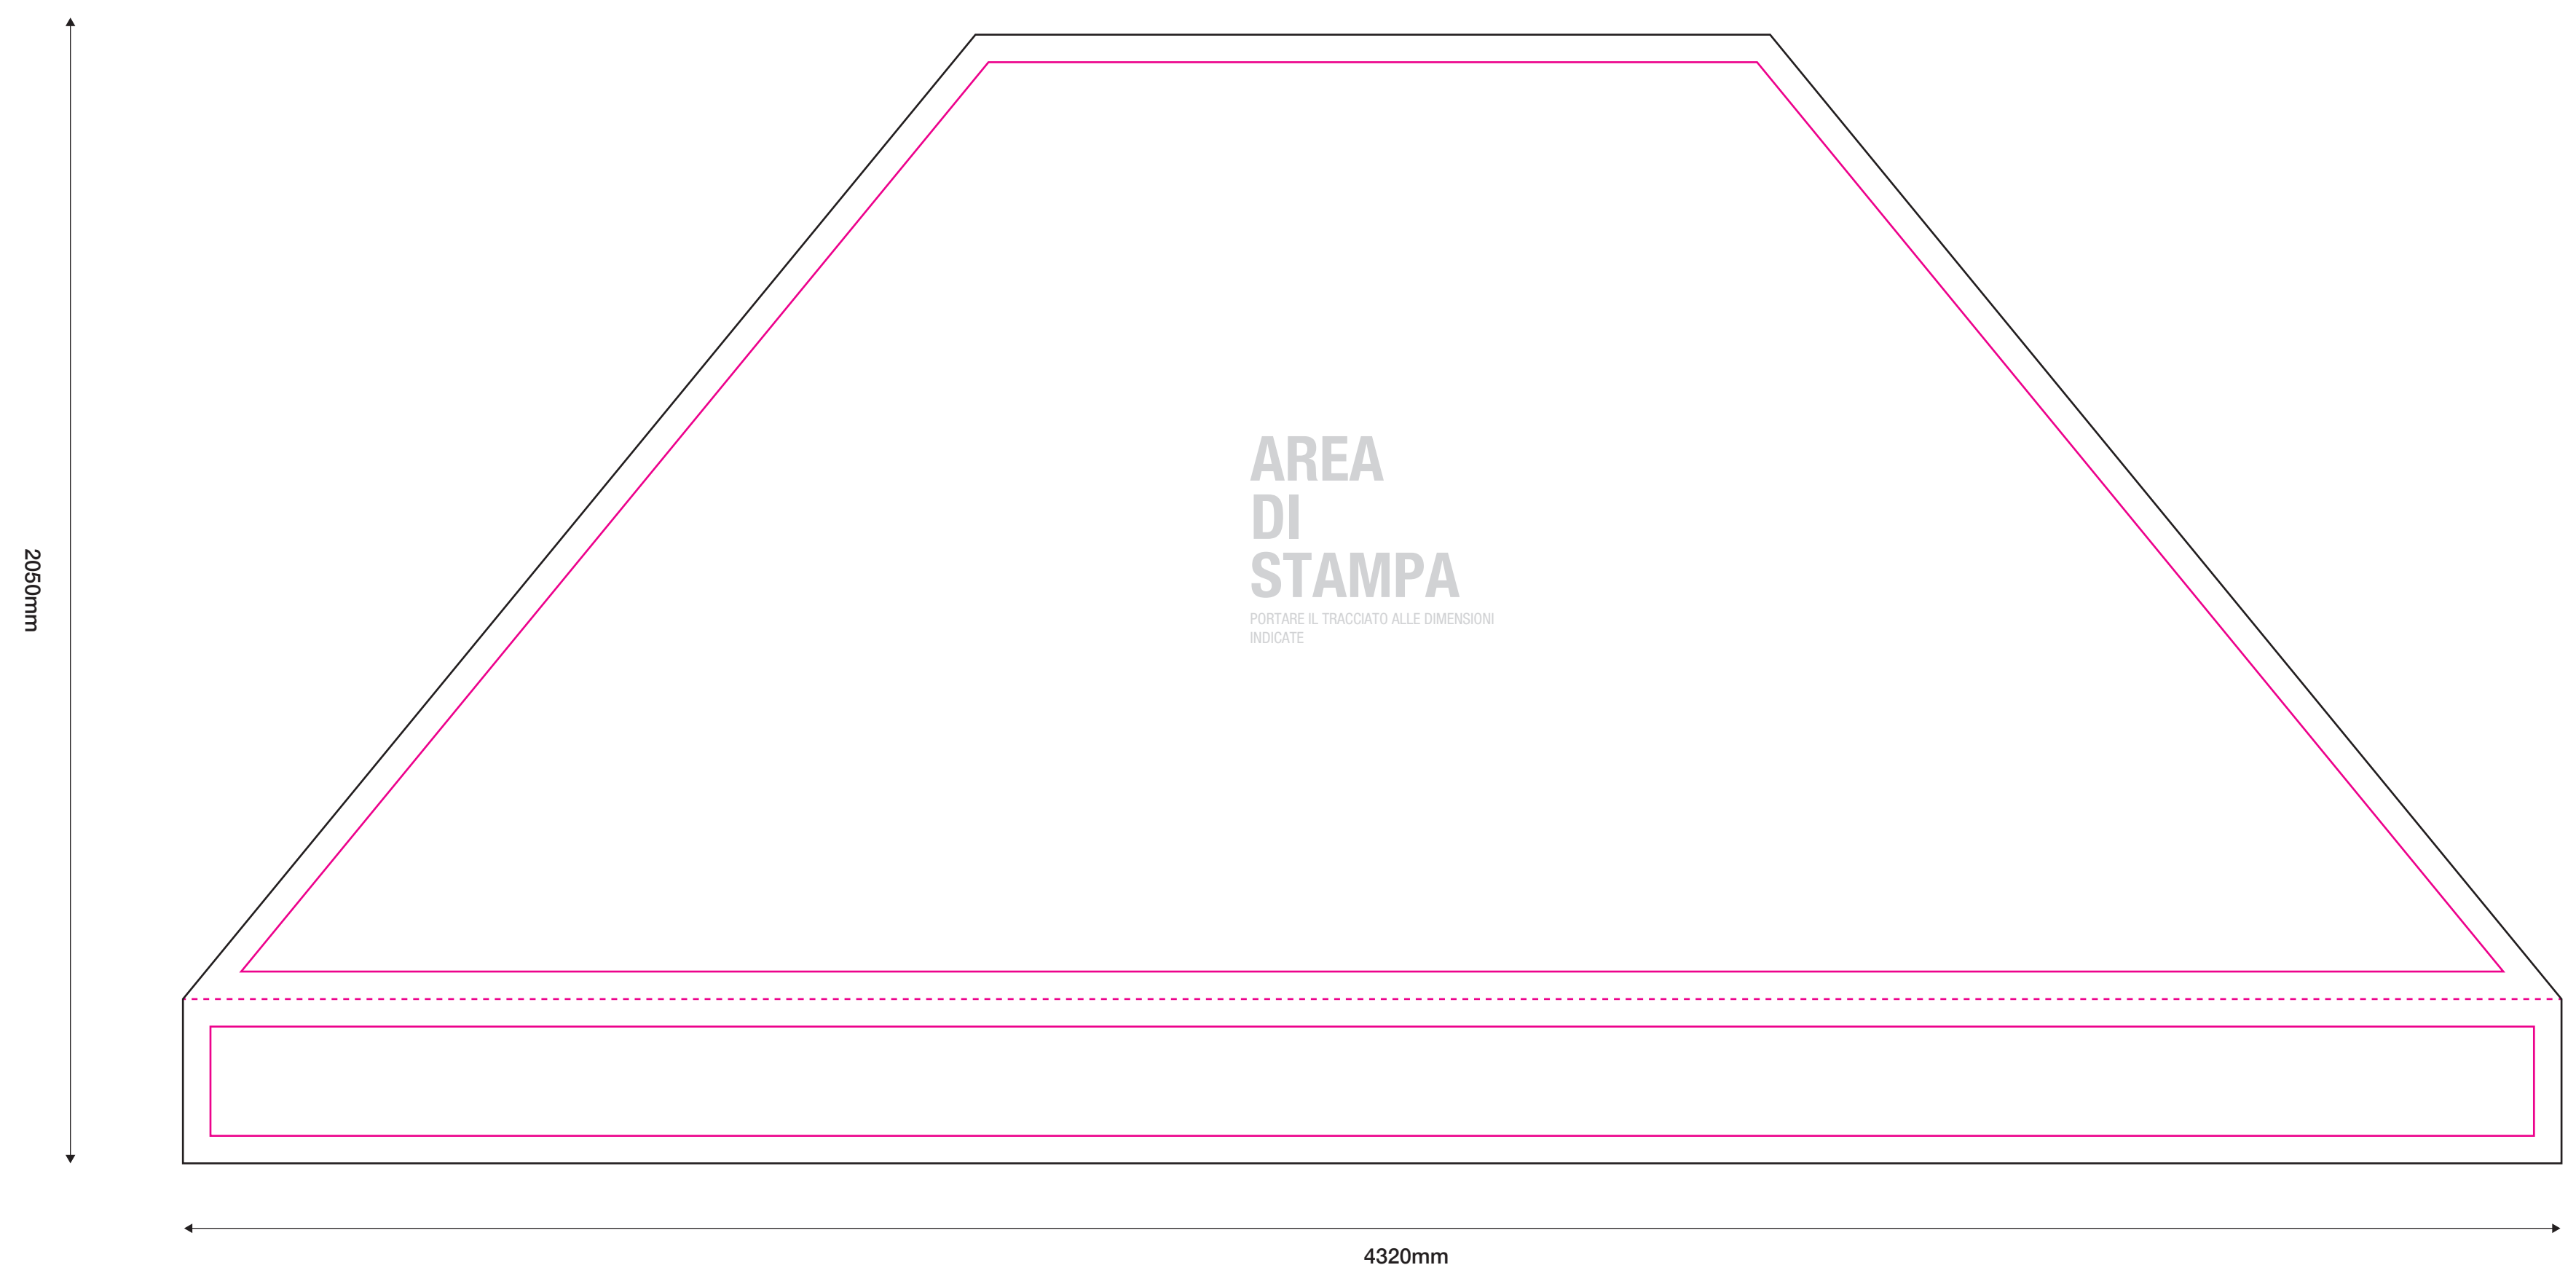 2050mm
AREA
DI
STAMPA
PORTARE IL TRACCIATO ALLE DIMENSIONI
INDICATE
4320mm